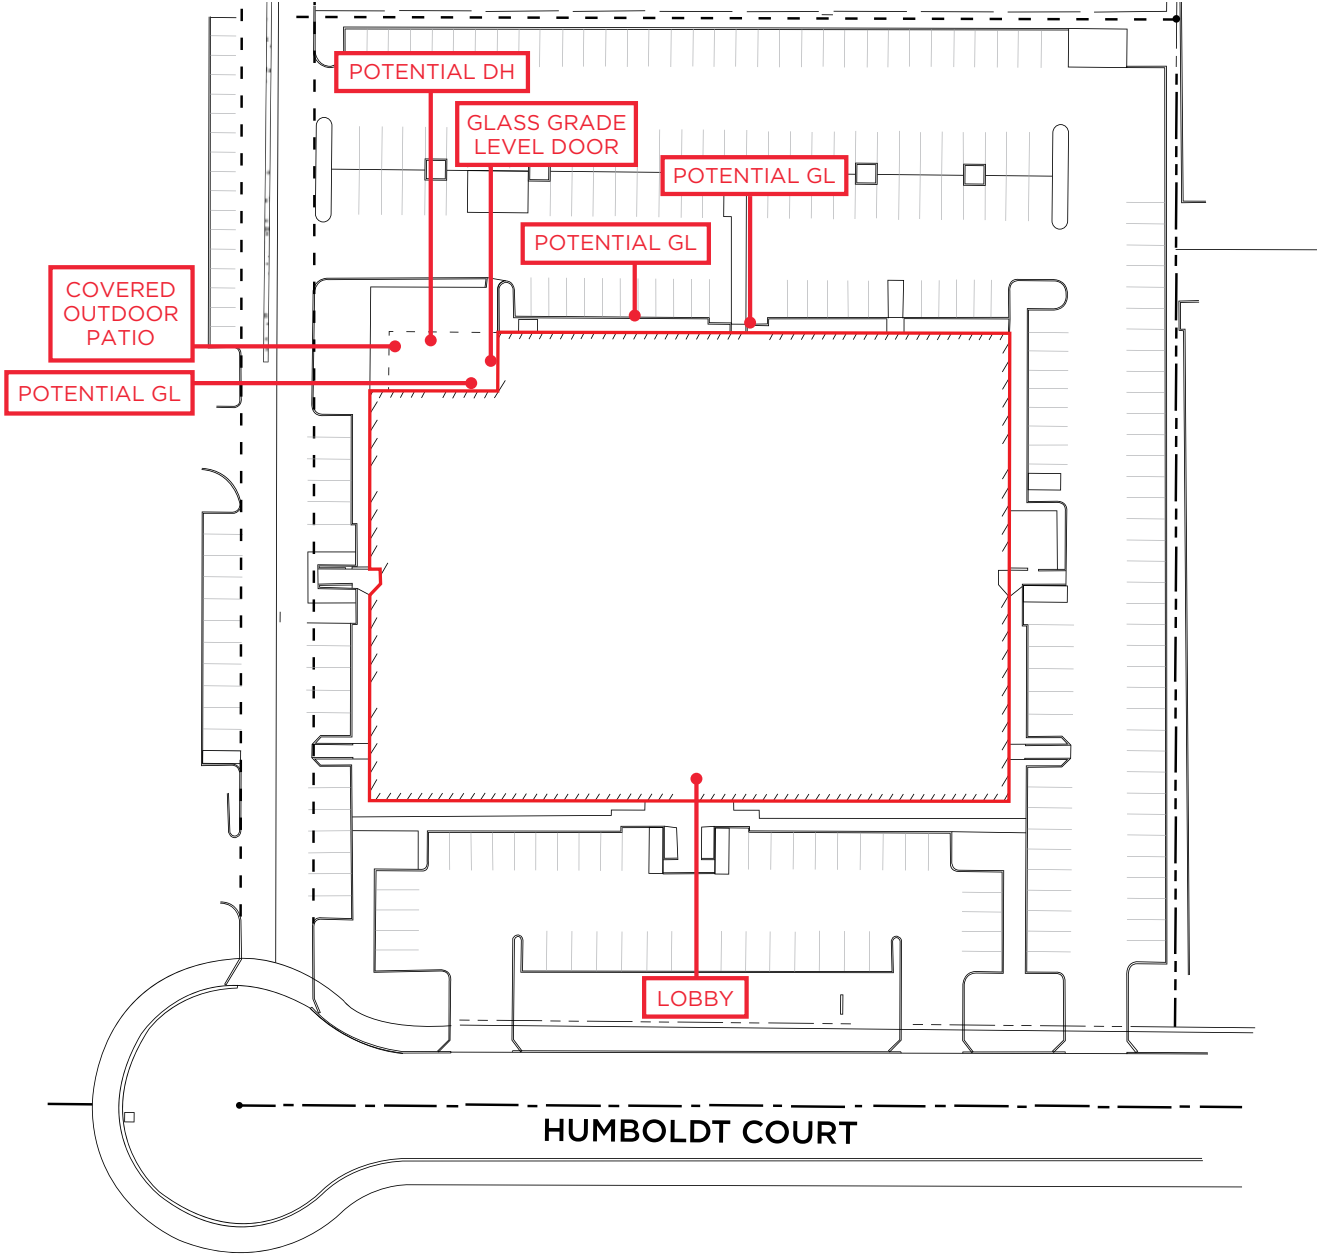 POTENTIAL DH
GLASS GRADE
LEVEL DOOR
POTENTIAL GL
POTENTIAL GL
COVERED
OUTDOOR
PATIO
POTENTIAL GL
LOBBY
HUMBOLDT COURT